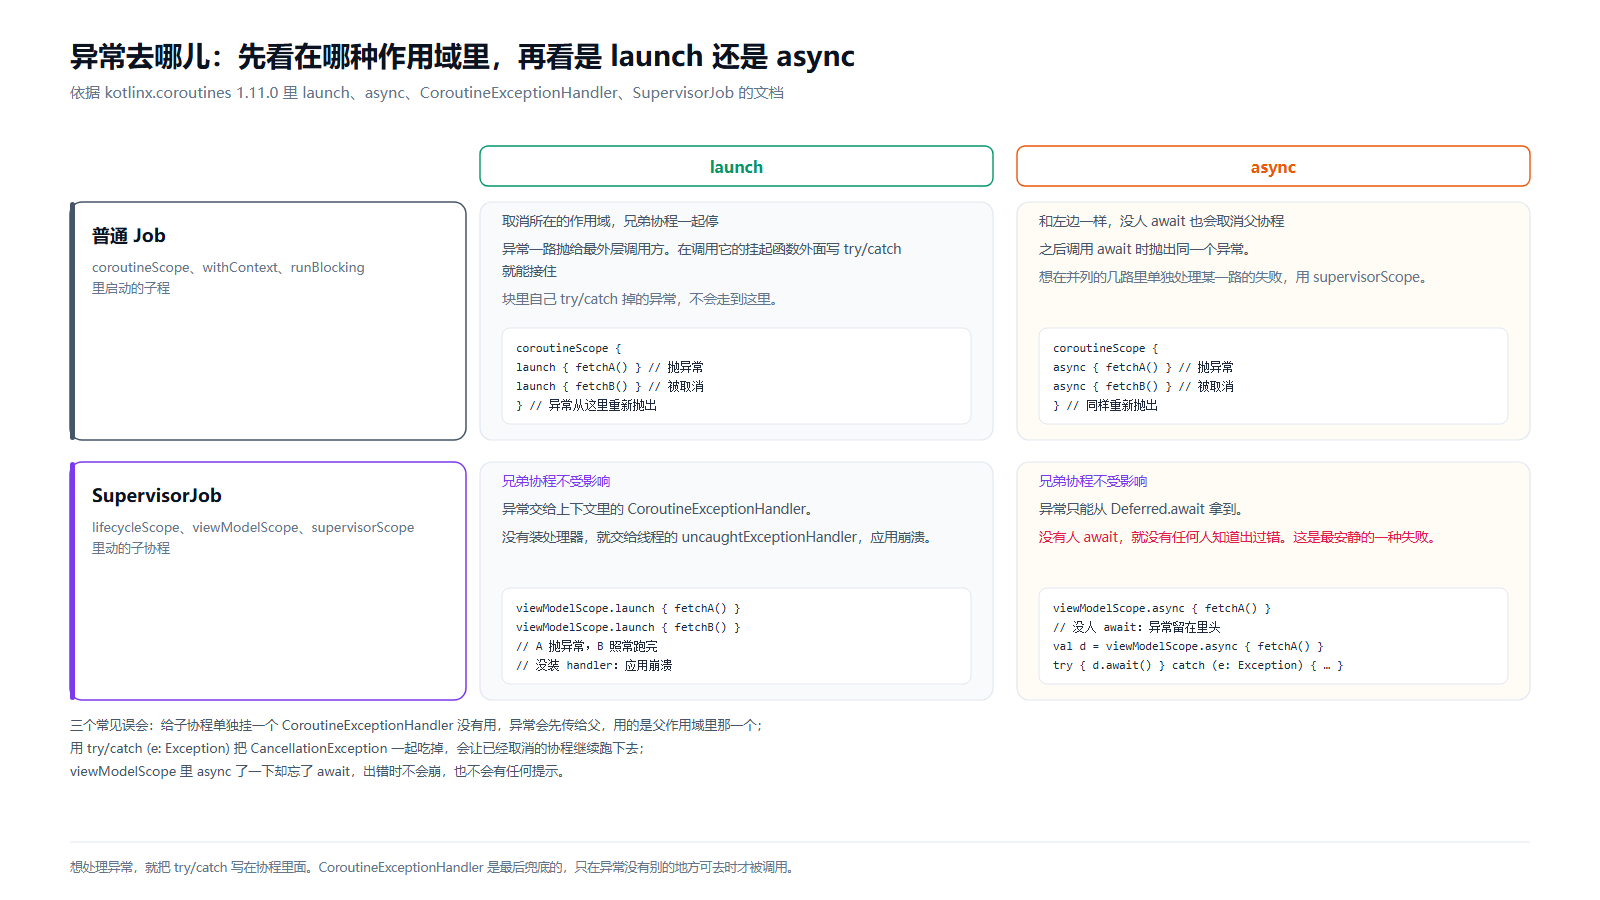 异常去哪儿：先看在哪种作用域里，再看是 launch 还是 async
依据 kotlinx.coroutines 1.11.0 里 launch、async、CoroutineExceptionHandler、SupervisorJob 的文档
launch
async
普通 Job
coroutineScope、withContext、runBlocking
里启动的子程
取消所在的作用域，兄弟协程一起停
异常一路抛给最外层调用方。在调用它的挂起函数外面写 try/catch
就能接住
块里自己 try/catch 掉的异常，不会走到这里。
coroutineScope {
launch { fetchA() } // 抛异常
launch { fetchB() } // 被取消
} // 异常从这里重新抛出
和左边一样，没人 await 也会取消父协程
之后调用 await 时抛出同一个异常。
想在并列的几路里单独处理某一路的失败，用 supervisorScope。
coroutineScope {
async { fetchA() } // 抛异常
async { fetchB() } // 被取消
} // 同样重新抛出
SupervisorJob
lifecycleScope、viewModelScope、supervisorScope
里动的子协程
兄弟协程不受影响
异常交给上下文里的 CoroutineExceptionHandler。
没有装处理器，就交给线程的 uncaughtExceptionHandler，应用崩溃。
viewModelScope.launch { fetchA() }
viewModelScope.launch { fetchB() }
// A 抛异常，B 照常跑完
// 没装 handler：应用崩溃
兄弟协程不受影响
异常只能从 Deferred.await 拿到。
没有人 await，就没有任何人知道出过错。这是最安静的一种失败。
viewModelScope.async { fetchA() }
// 没人 await：异常留在里头
val d = viewModelScope.async { fetchA() }
try { d.await() } catch (e: Exception) { … }
三个常见误会：给子协程单独挂一个 CoroutineExceptionHandler 没有用，异常会先传给父，用的是父作用域里那一个；
用 try/catch (e: Exception) 把 CancellationException 一起吃掉，会让已经取消的协程继续跑下去；
viewModelScope 里 async 了一下却忘了 await，出错时不会崩，也不会有任何提示。
想处理异常，就把 try/catch 写在协程里面。CoroutineExceptionHandler 是最后兜底的，只在异常没有别的地方可去时才被调用。